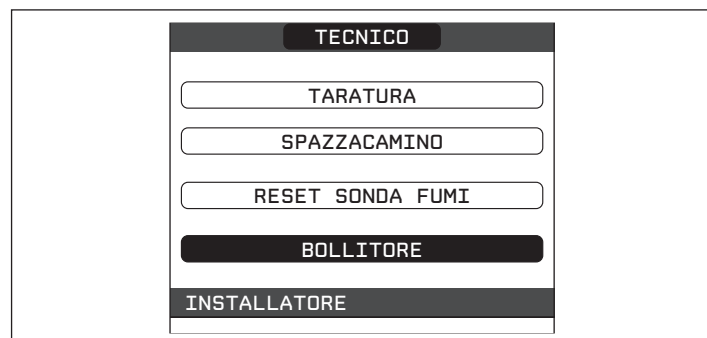 TECNICO
TARATURA
SPAZZACAMINO
RESET SONDA FUMI
BOLLITORE
INSTALLATORE